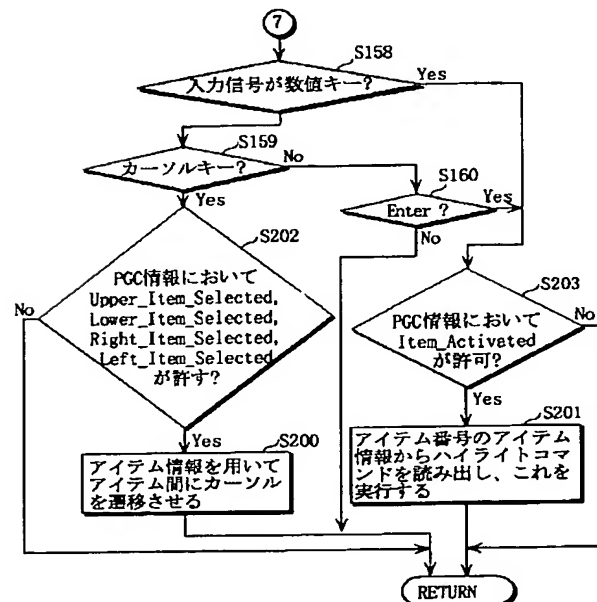 7
S158
入力信号が数値キー?
Yes
S159
カーソルキー?
No
S160
Enter ?
Yes
No
Yes
S202
PGC情報において
Upper_Item_Selected,
Lower_Item_Selected,
Right_Item_Selected,
Left_Item_Selected
が許す?
No
S203
PGC情報において
Item_Activated
が許可?
No
Yes
S200
アイテム情報を用いて
アイテム間にカーソル
を遷移させる
Yes
S201
アイテム番号のアイテム
情報からハイライトコマ
ンドを読み出し、これを
実行する
RETURN